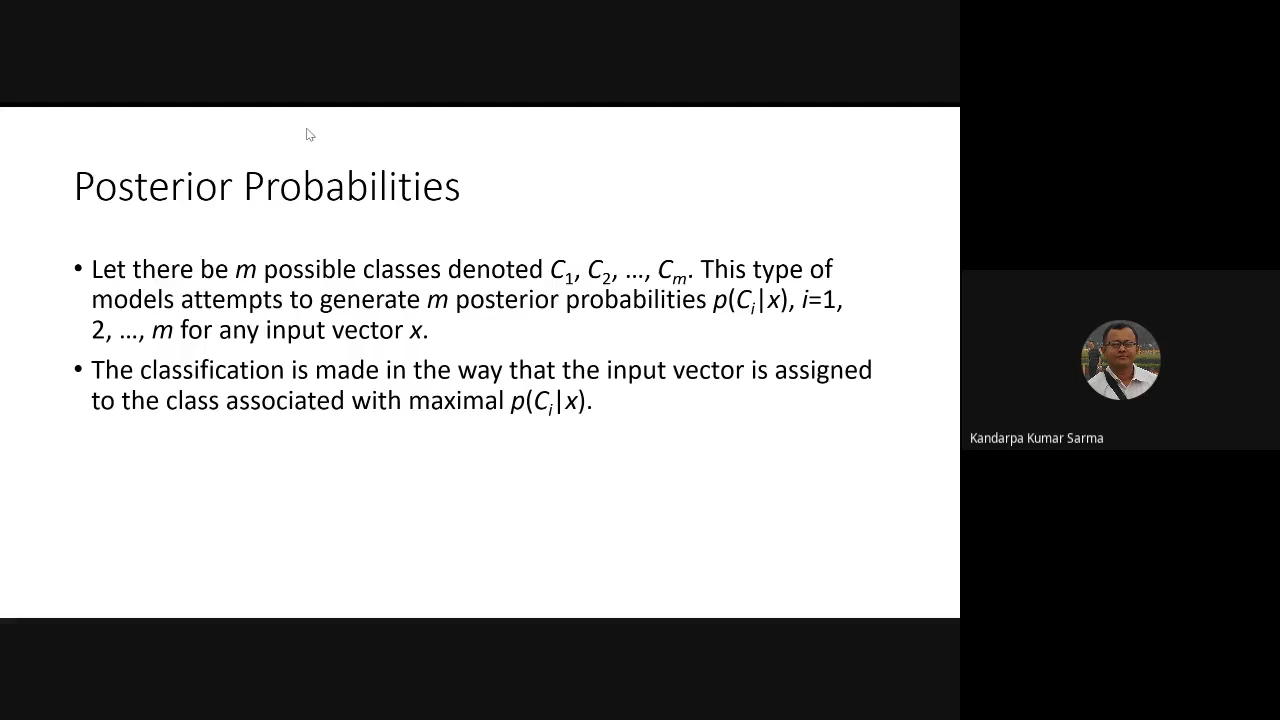 Posterior Probabilities
• Let there be m possible classes denoted C₁, C₂, …, Cₘ. This type of
models attempts to generate m posterior probabilities p(Cᵢ|x), i=1,
2, …, m for any input vector x.
• The classification is made in the way that the input vector is assigned
to the class associated with maximal p(Cᵢ|x).
Kandarpa Kumar Sarma